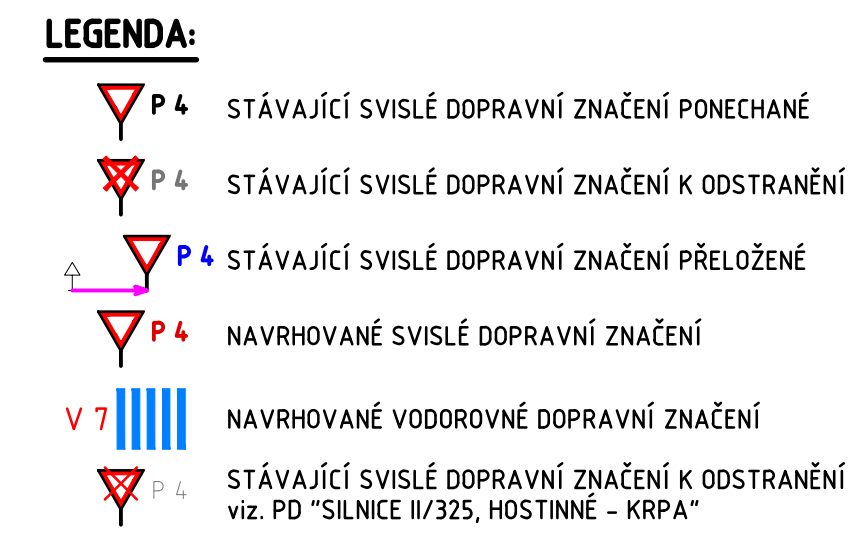 LEGENDA:
P 4 STÁVAJÍCÍ SVISLÉ DOPRAVNÍ ZNAČENÍ PONECHANÉ
P 4 STÁVAJÍCÍ SVISLÉ DOPRAVNÍ ZNAČENÍ K ODSTRANĚNÍ
P 4 STÁVAJÍCÍ SVISLÉ DOPRAVNÍ ZNAČENÍ PŘELOŽENÉ
P 4 NAVRHOVANÉ SVISLÉ DOPRAVNÍ ZNAČENÍ
V 7 NAVRHOVANÉ VODOROVNÉ DOPRAVNÍ ZNAČENÍ
P 4 STÁVAJÍCÍ SVISLÉ DOPRAVNÍ ZNAČENÍ K ODSTRANĚNÍ
viz. PD "SILNICE II/325, HOSTINNÉ - KRPA"